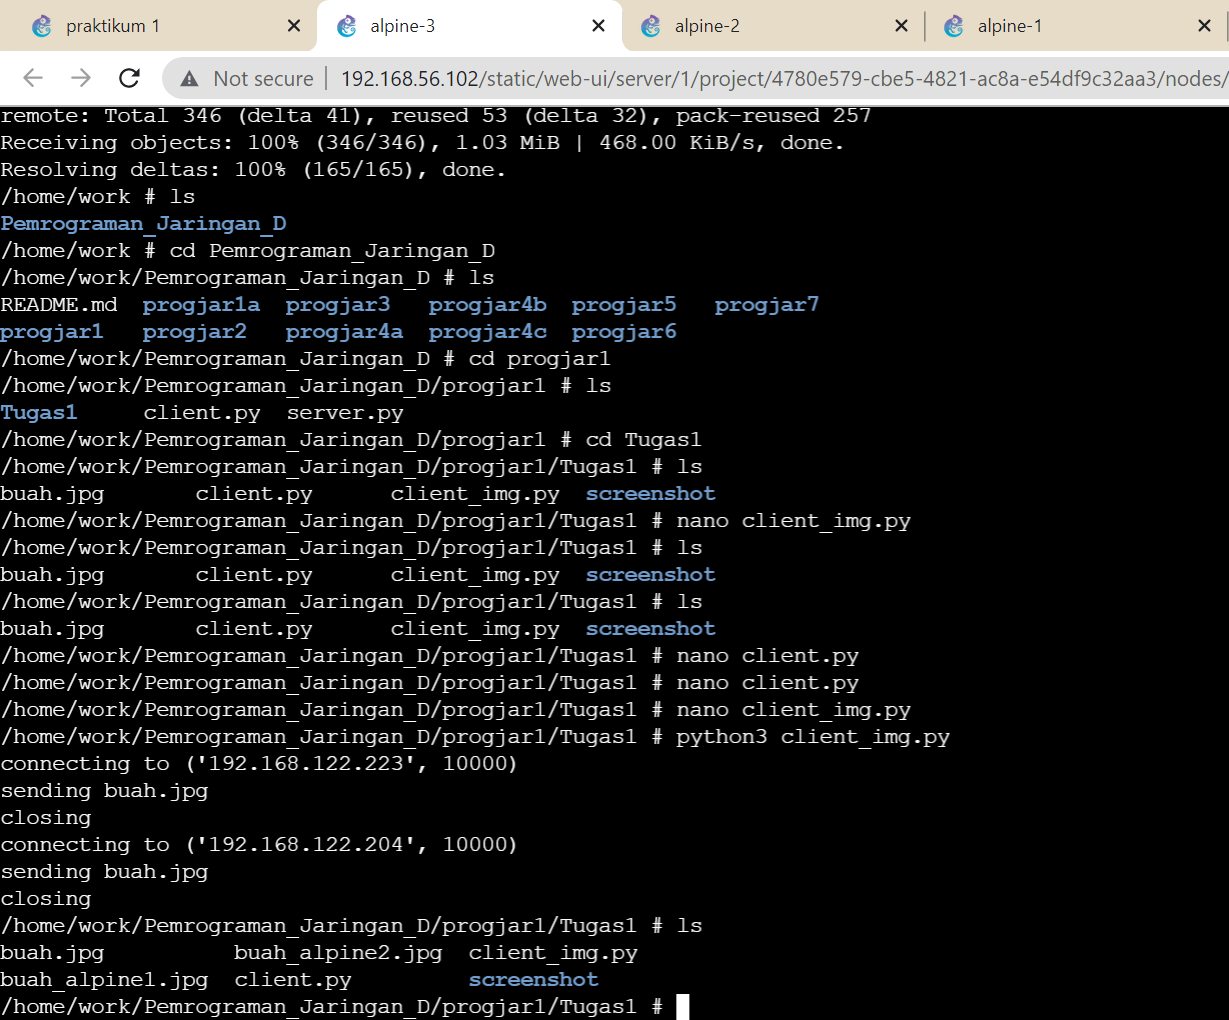 praktikum 1 alpine-3 alpine-2 alpine-1
Not secure 192.168.56.102/static/web-ui/server/1/project/4780e579-cbe5-4821-ac8a-e54df9c32aa3/nodes/
remote: Total 346 (delta 41), reused 53 (delta 32), pack-reused 257
Receiving objects: 100% (346/346), 1.03 MiB | 468.00 KiB/s, done.
Resolving deltas: 100% (165/165), done.
/home/work # ls
Pemrograman_Jaringan_D
/home/work # cd Pemrograman_Jaringan_D
/home/work/Pemrograman_Jaringan_D # ls
README.md progjar1a progjar3 progjar4b progjar5 progjar7
progjar1 progjar2 progjar4a progjar4c progjar6
/home/work/Pemrograman_Jaringan_D # cd progjar1
/home/work/Pemrograman_Jaringan_D/progjar1 # ls
Tugas1 client.py server.py
/home/work/Pemrograman_Jaringan_D/progjar1 # cd Tugas1
/home/work/Pemrograman_Jaringan_D/progjar1/Tugas1 # ls
buah.jpg client.py client_img.py screenshot
/home/work/Pemrograman_Jaringan_D/progjar1/Tugas1 # nano client_img.py
/home/work/Pemrograman_Jaringan_D/progjar1/Tugas1 # ls
buah.jpg client.py client_img.py screenshot
/home/work/Pemrograman_Jaringan_D/progjar1/Tugas1 # ls
buah.jpg client.py client_img.py screenshot
/home/work/Pemrograman_Jaringan_D/progjar1/Tugas1 # nano client.py
/home/work/Pemrograman_Jaringan_D/progjar1/Tugas1 # nano client.py
/home/work/Pemrograman_Jaringan_D/progjar1/Tugas1 # nano client_img.py
/home/work/Pemrograman_Jaringan_D/progjar1/Tugas1 # python3 client_img.py
connecting to ('192.168.122.223', 10000)
sending buah.jpg
closing
connecting to ('192.168.122.204', 10000)
sending buah.jpg
closing
/home/work/Pemrograman_Jaringan_D/progjar1/Tugas1 # ls
buah.jpg buah_alpine2.jpg client_img.py
buah_alpine1.jpg client.py screenshot
/home/work/Pemrograman_Jaringan_D/progjar1/Tugas1 #